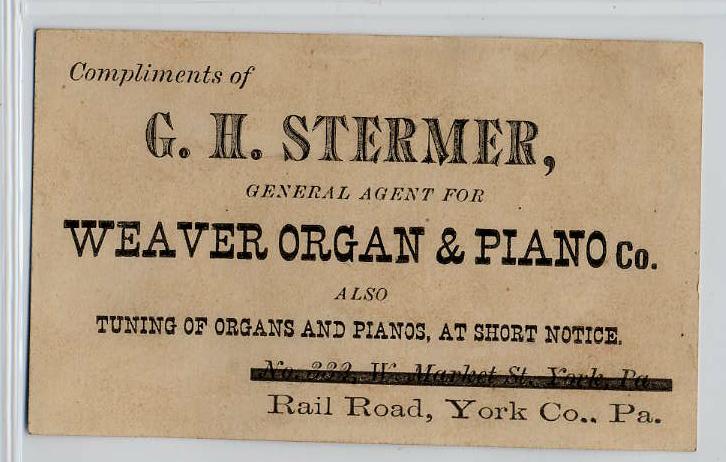 Compliments of
G. H. STERMER,
GENERAL AGENT FOR
WEAVER ORGAN & PIANO Co.
ALSO
TUNING OF ORGANS AND PIANOS, AT SHORT NOTICE.
No. 222, W. Market St. York, Pa.
Rail Road, York Co.. Pa.